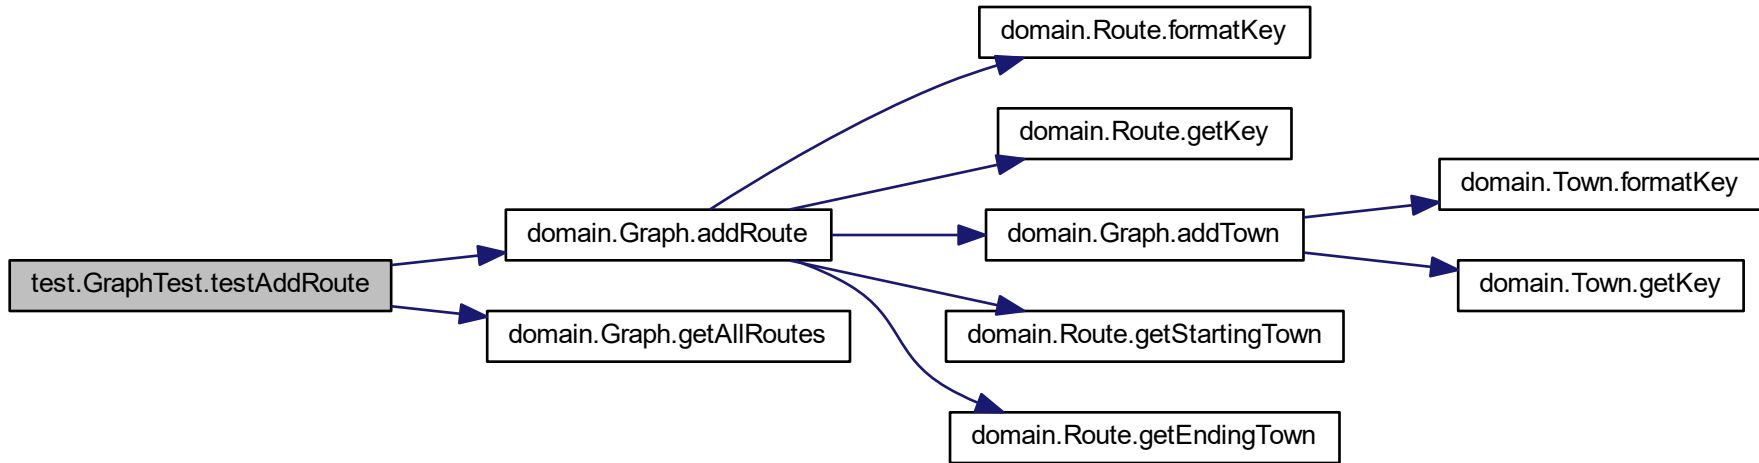 domain.Route.formatKey
domain.Route.getKey
domain.Town.formatKey
domain.Graph.addRoute
domain.Graph.addTown
test.GraphTest.testAddRoute
domain.Town.getKey
domain.Graph.getAllRoutes
domain.Route.getStartingTown
domain.Route.getEndingTown